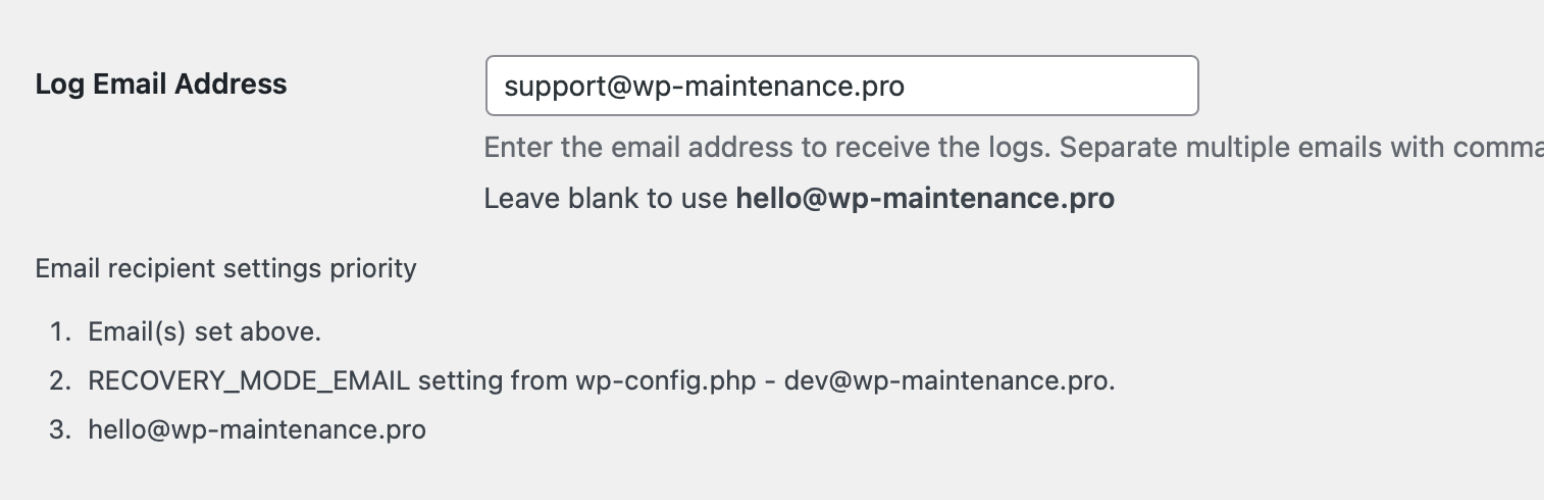 Log Email Address
support@wp-maintenance.pro
Enter the email address to receive the logs. Separate multiple emails with comma
Leave blank to use hello@wp-maintenance.pro
Email recipient settings priority
1. Email(s) set above.
2. RECOVERY_MODE_EMAIL setting from wp-config.php - dev@wp-maintenance.pro.
3. hello@wp-maintenance.pro